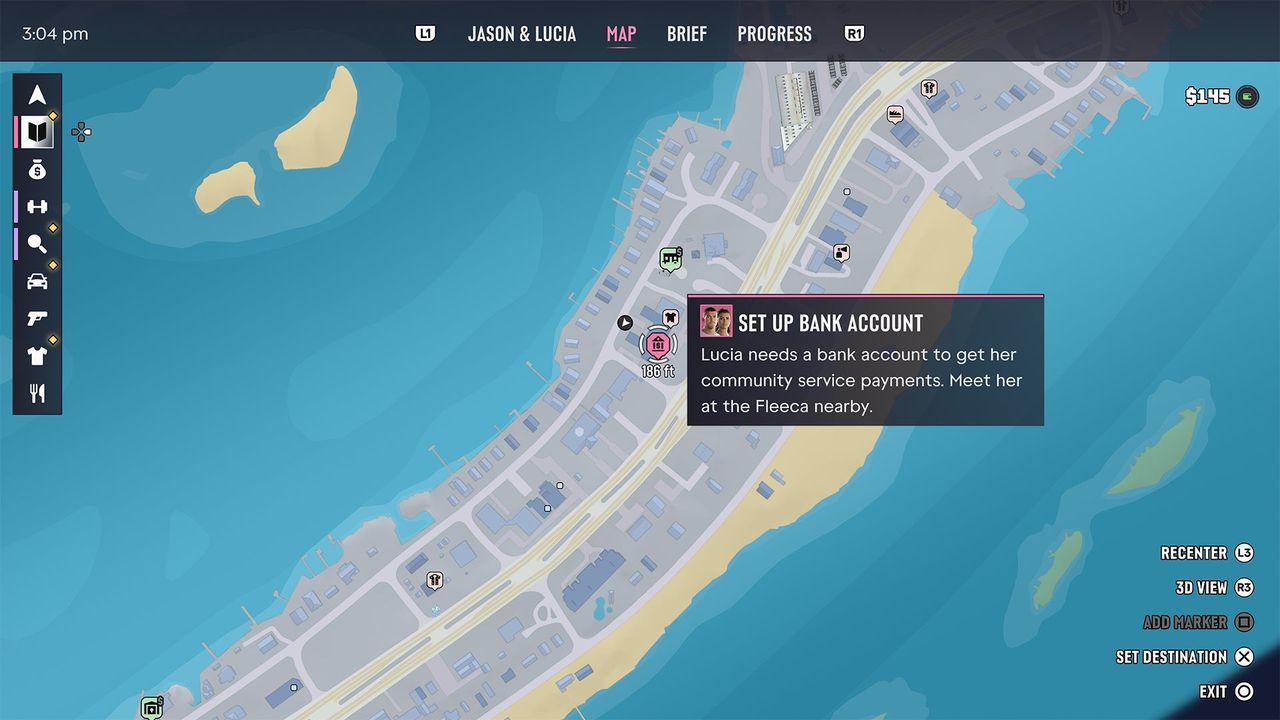 3:04 pm
L1
JASON & LUCIA
MAP
BRIEF
PROGRESS
R1
$145
SET UP BANK ACCOUNT
Lucia needs a bank account to get her
community service payments. Meet her
at the Fleeca nearby.
186 ft
RECENTER L3
3D VIEW R3
ADD MARKER
SET DESTINATION
EXIT